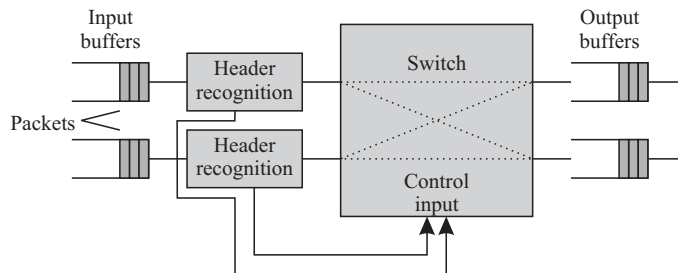 Input
buffers
Output
buffers
Header
recognition
Switch
Packets
Header
recognition
Control
input